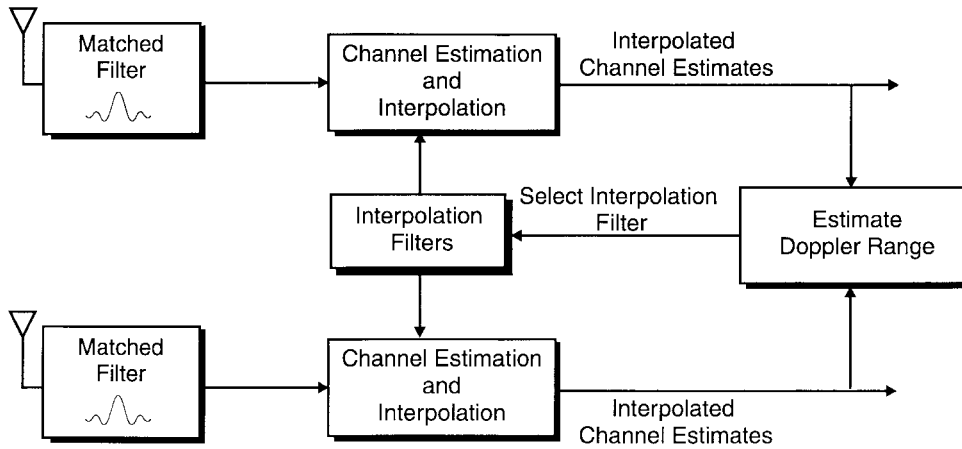 Matched
Filter
Channel Estimation
and
Interpolation
Interpolated
Channel Estimates
Interpolation
Filters
Select Interpolation
Filter
Estimate
Doppler Range
Matched
Filter
Channel Estimation
and
Interpolation
Interpolated
Channel Estimates